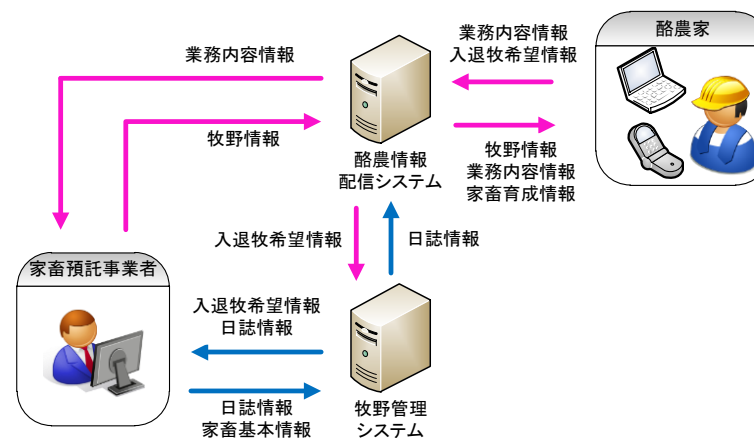 業務内容情報
入退牧希望情報
酪農家
業務内容情報
牧野情報
酪農情報
配信システム
牧野情報
業務内容情報
家畜育成情報
入退牧希望情報
日誌情報
家畜預託事業者
入退牧希望情報
日誌情報
日誌情報
家畜基本情報
牧野管理
システム